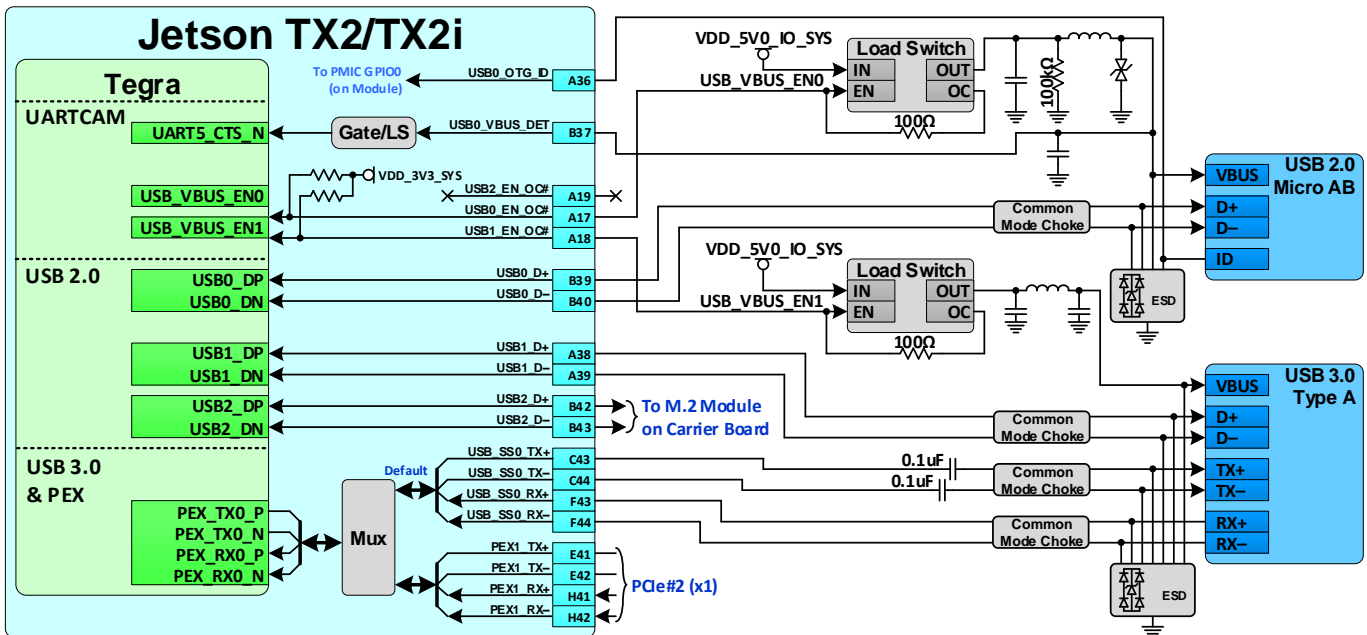 Jetson TX2/TX2i
Tegra
UARTCAM
UART5_CTS_N
USB_VBUS_EN0
USB_VBUS_EN1
USB 2.0
USB0_DP
USB0_DN
USB1_DP
USB1_DN
USB2_DP
USB2_DN
USB 3.0
& PEX
PEX_TX0_P
PEX_TX0_N
PEX_RX0_P
PEX_RX0_N
To PMIC GPIO0
(on Module)
Gate/LS
VDD_3V3_SYS
Default
Mux
USB0_OTG_ID
A36
USB0_VBUS_DET
B37
USB2_EN_OC#
A19
USB0_EN_OC#
A17
USB1_EN_OC#
A18
USB0_D+
B39
USB0_D–
B40
USB1_D+
A38
USB1_D–
A39
USB2_D+
B42
USB2_D–
B43
USB_SS0_TX+
C43
USB_SS0_TX–
C44
USB_SS0_RX+
F43
USB_SS0_RX–
F44
PEX1_TX+
E41
PEX1_TX–
E42
PEX1_RX+
H41
PEX1_RX–
H42
To M.2 Module
on Carrier Board
PCIe#2 (x1)
VDD_5V0_IO_SYS
USB_VBUS_EN0
Load Switch
IN
OUT
EN
OC
100Ω
100kΩ
VDD_5V0_IO_SYS
USB_VBUS_EN1
Load Switch
IN
OUT
EN
OC
100Ω
Common
Mode Choke
Common
Mode Choke
0.1uF
0.1uF
Common
Mode Choke
Common
Mode Choke
ESD
ESD
USB 2.0
Micro AB
VBUS
D+
D–
ID
USB 3.0
Type A
VBUS
D+
D–
TX+
TX–
RX+
RX–